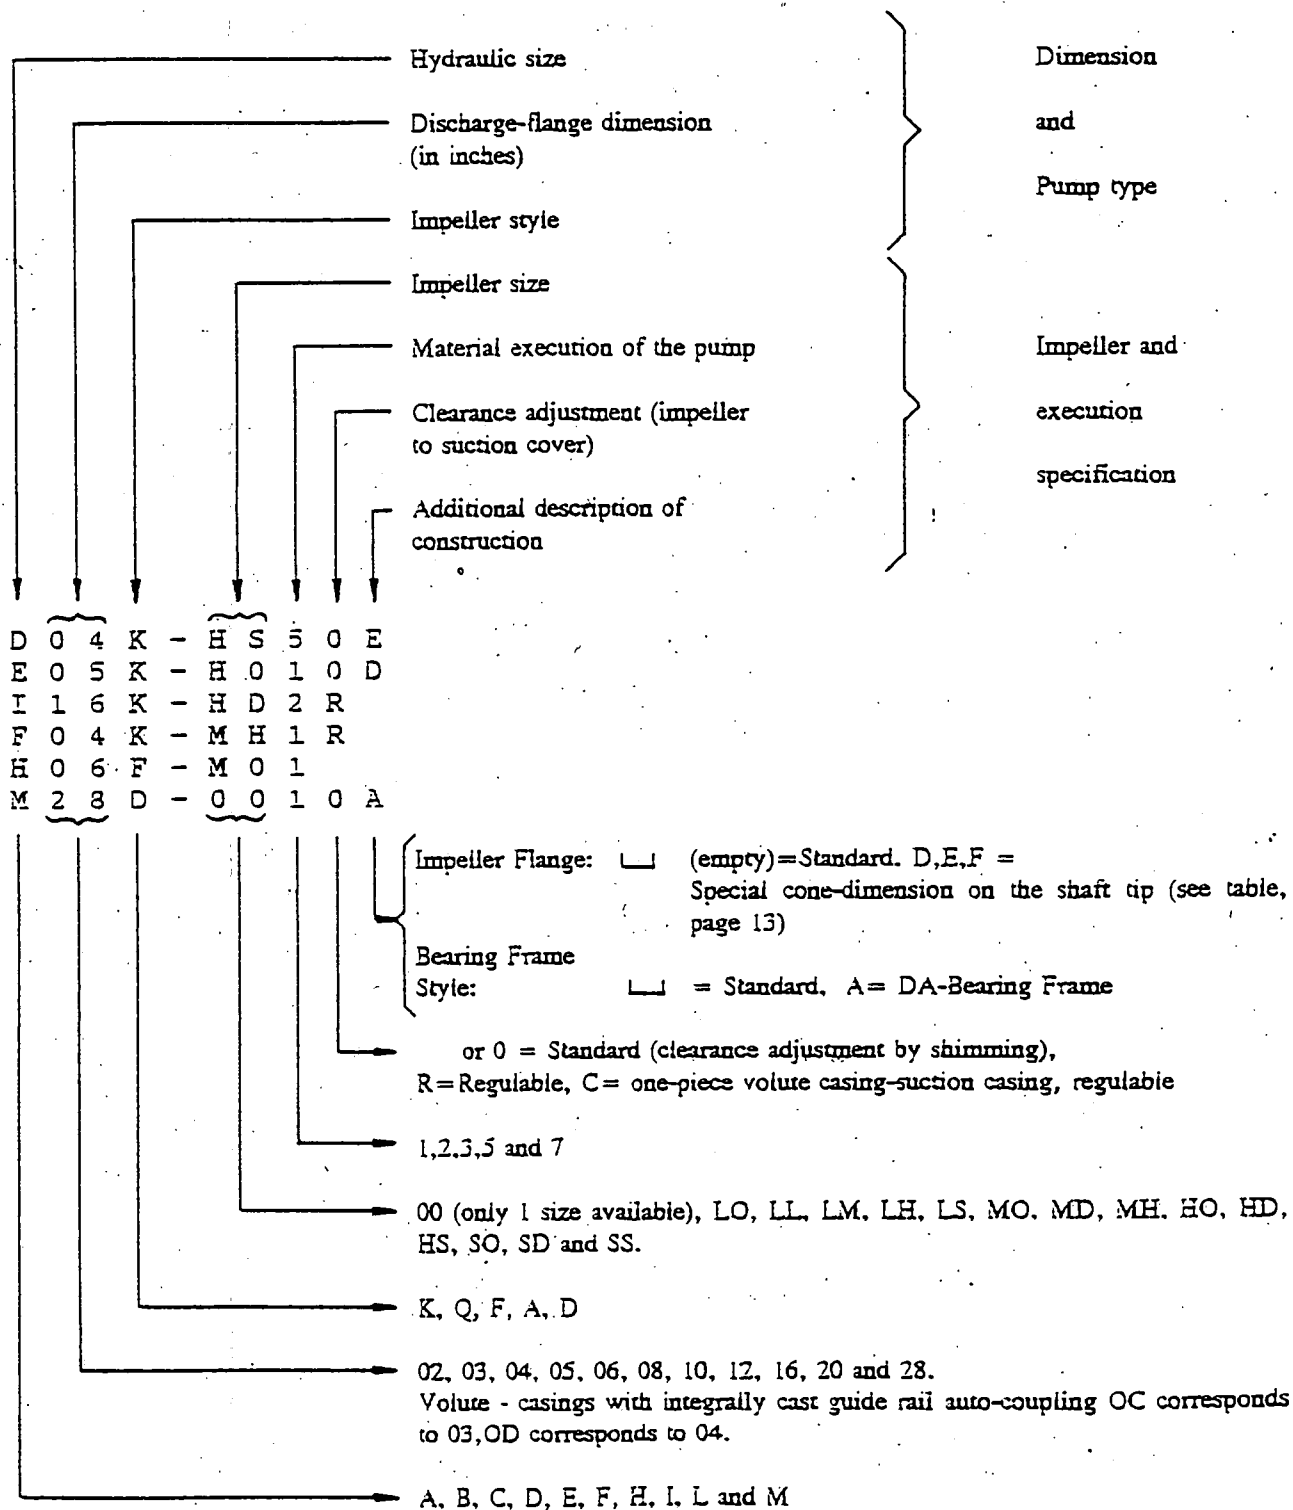 Hydraulic size
Dimension
Discharge-flange dimension
and
(in inches)
Pump type
Impeller style
Impeller size
Material execution of the pump
Impeller and
Clearance adjustment (impeller
execution
to suction cover)
specification
Additional description of
construction
D 0 4 K - H S 5 0 E
E 0 5 K - H 0 1 0 D
I 1 6 K - H D 2 R
F 0 4 K - M H 1 R
H 0 6 F - M 0 1
M 2 8 D - 0 0 1 0 A
Impeller Flange: (empty)=Standard. D,E,F =
Special cone-dimension on the shaft tip (see table,
page 13)
Bearing Frame
Style: = Standard, A= DA-Bearing Frame
or 0 = Standard (clearance adjustment by shimming),
R=Regulable, C= one-piece volute casing-suction casing, regulable
1,2,3,5 and 7
00 (only 1 size available), LO, LL, LM, LH, LS, MO, MD, MH, HO, HD,
HS, SO, SD and SS.
K, Q, F, A, D
02, 03, 04, 05, 06, 08, 10, 12, 16, 20 and 28.
Volute - casings with integrally cast guide rail auto-coupling OC corresponds
to 03,OD corresponds to 04.
A, B, C, D, E, F, H, I, L and M